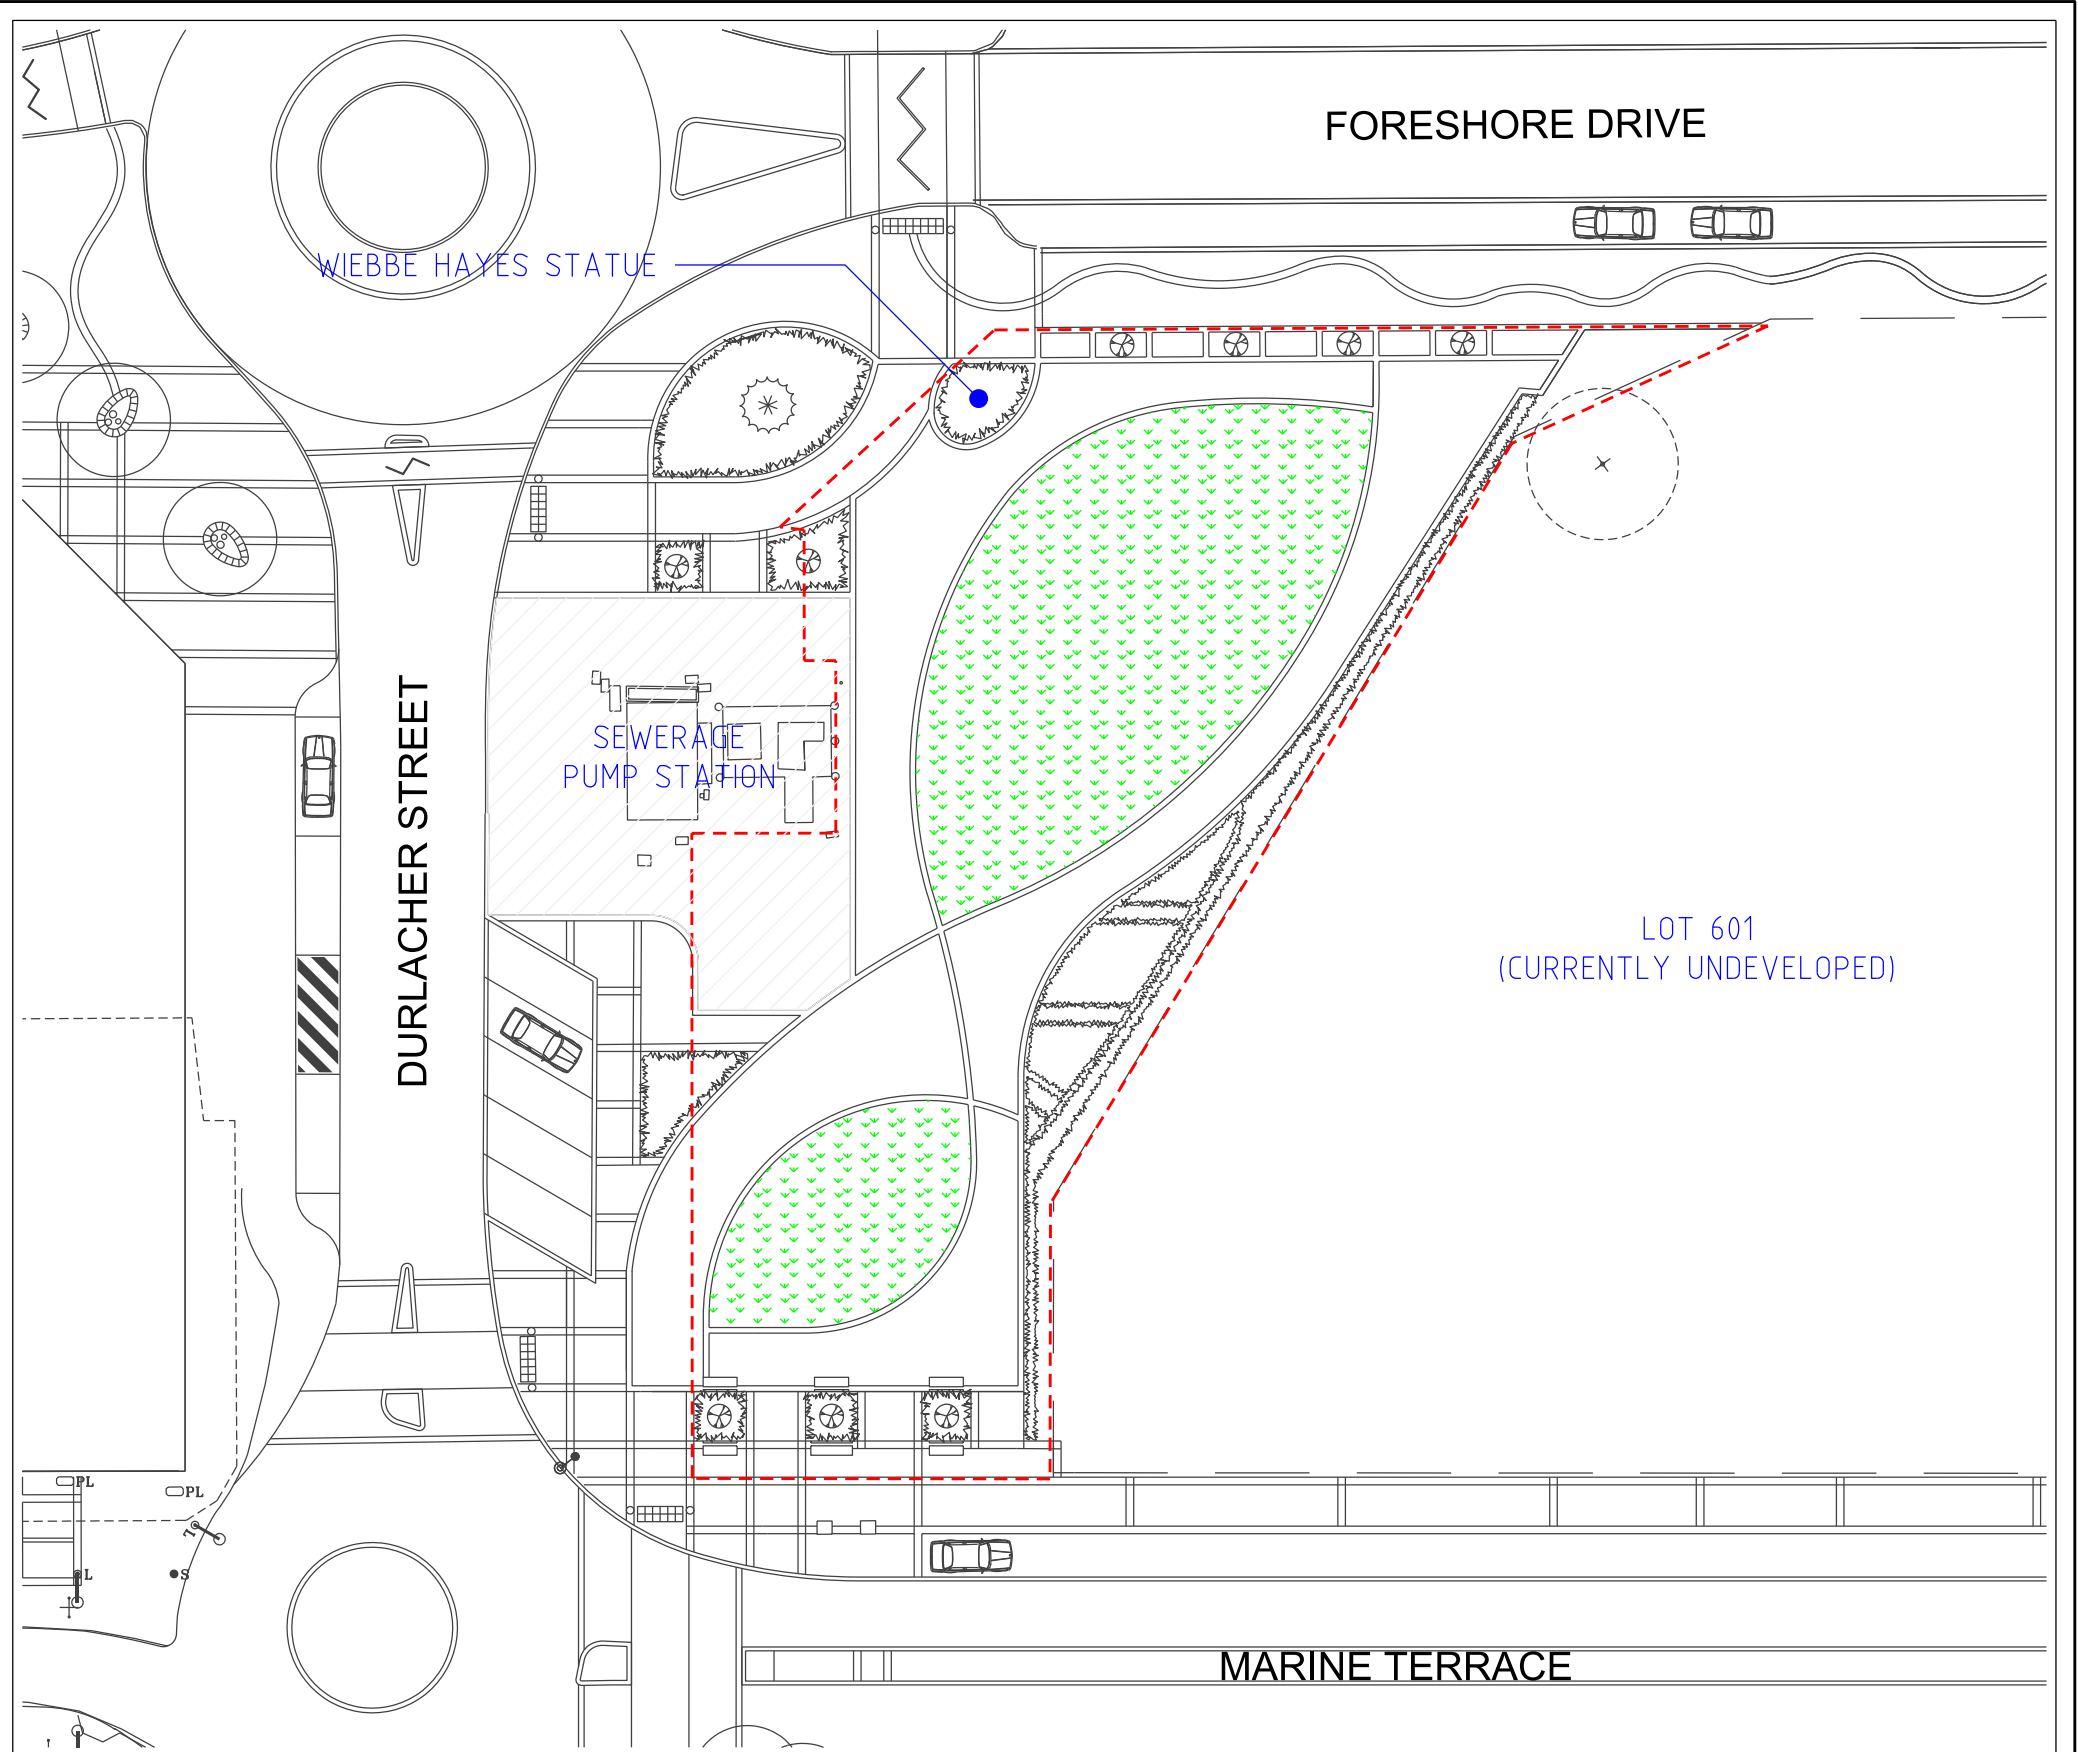 FORESHORE DRIVE
WIEBBE HAYES STATUE
SEWERAGE
PUMP STATION
DURLACHER STREET
LOT 601
(CURRENTLY UNDEVELOPED)
PL
PL
L
L
S
MARINE TERRACE